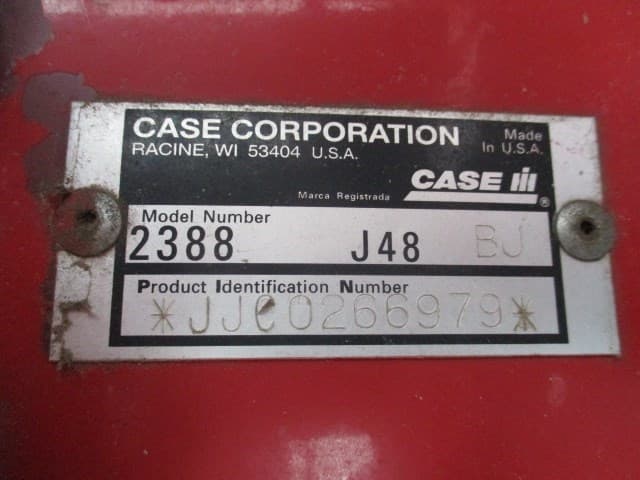 CASE CORPORATION
RACINE, WI 53404 U.S.A.
Made
In U.S.A.
Marca Registrada
CASE IH®
Model Number
2388 J48 BJ
Product Identification Number
*JJC0266979*